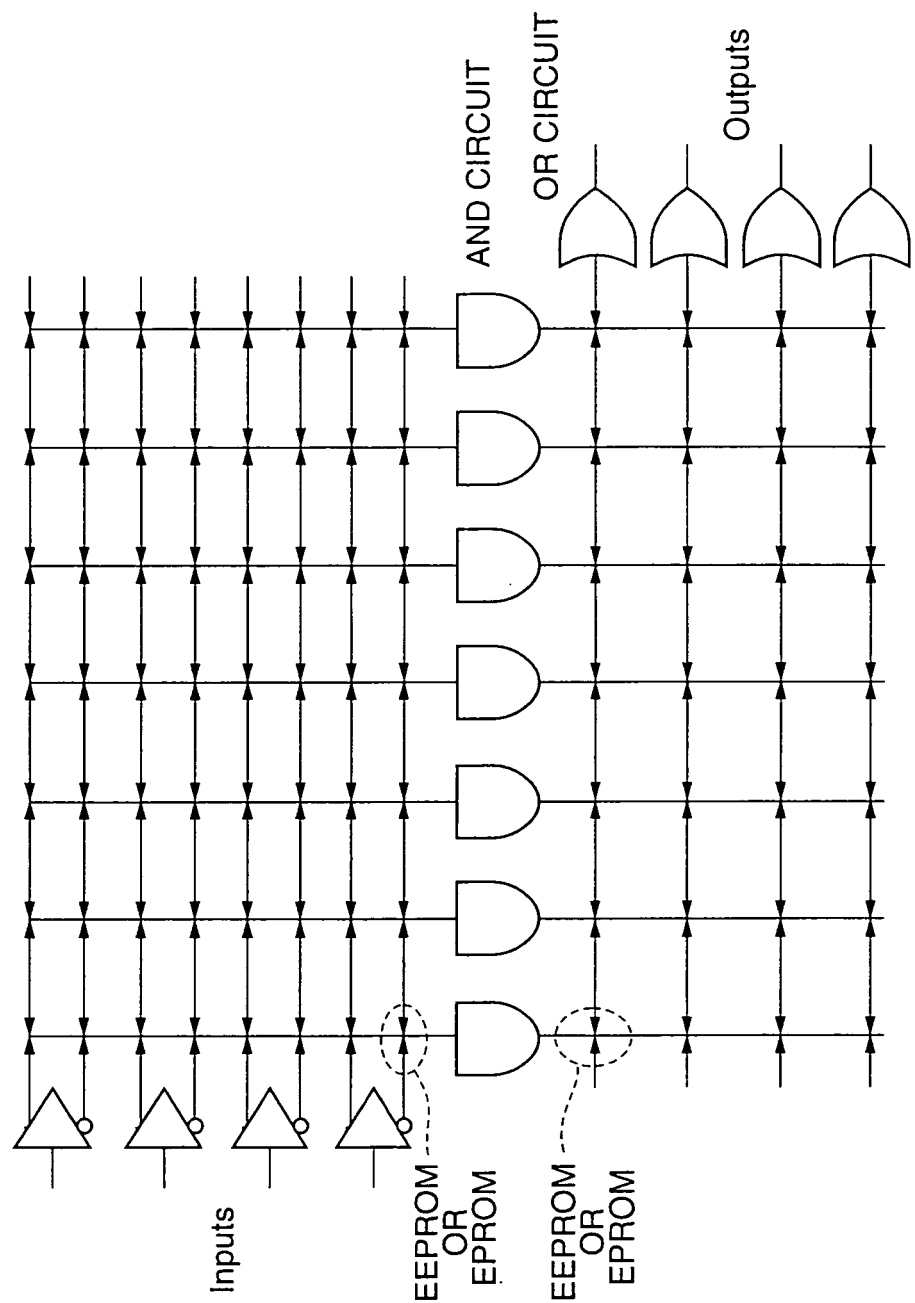 Inputs
EEPROM
OR
EPROM
EEPROM
OR
EPROM
AND CIRCUIT
OR CIRCUIT
Outputs